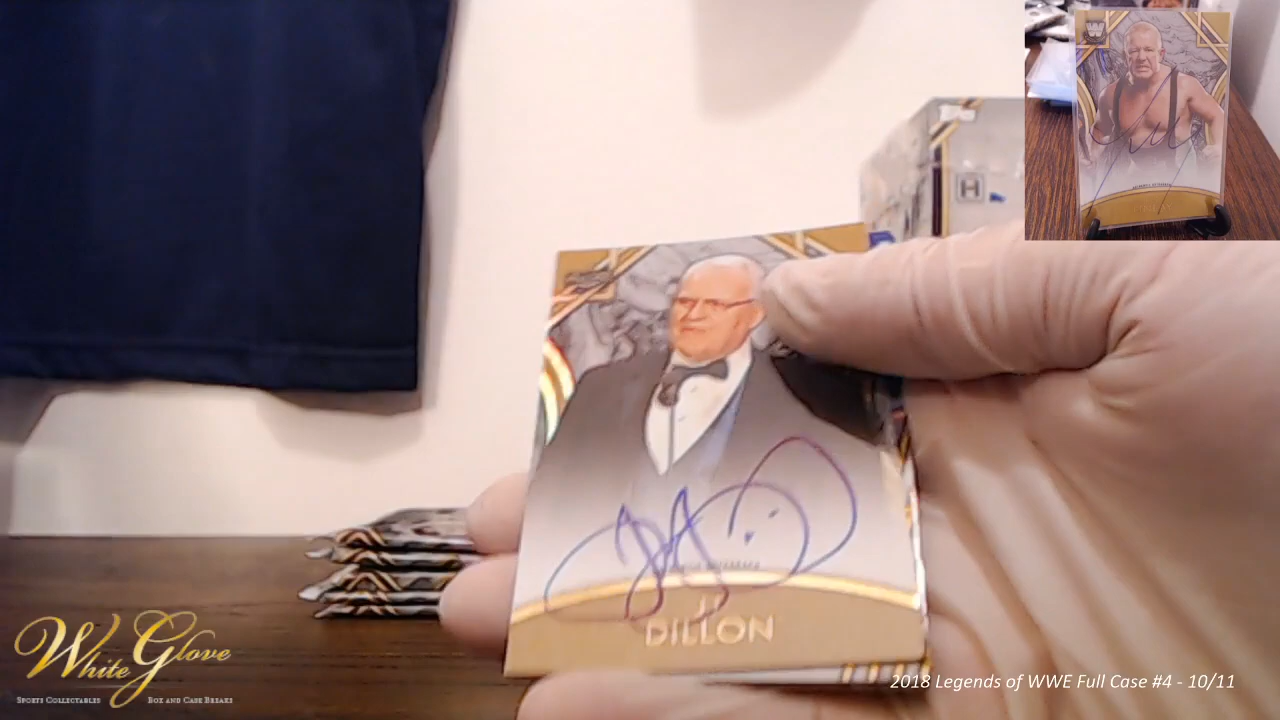 H
DILLON
White Glove
SPORTS COLLECTABLES BOX AND CASE BREAKS
2018 Legends of WWE Full Case #4 - 10/11